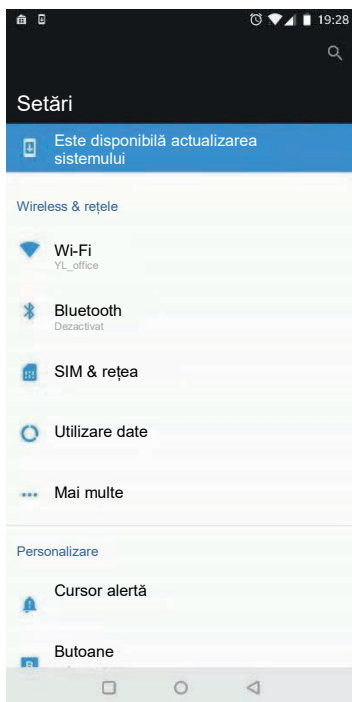 19:28
Setări
Este disponibilă actualizarea
sistemului
Wireless & rețele
Wi-Fi
YL_office
Bluetooth
Dezactivat
SIM & rețea
Utilizare date
Mai multe
Personalizare
Cursor alertă
Butoane